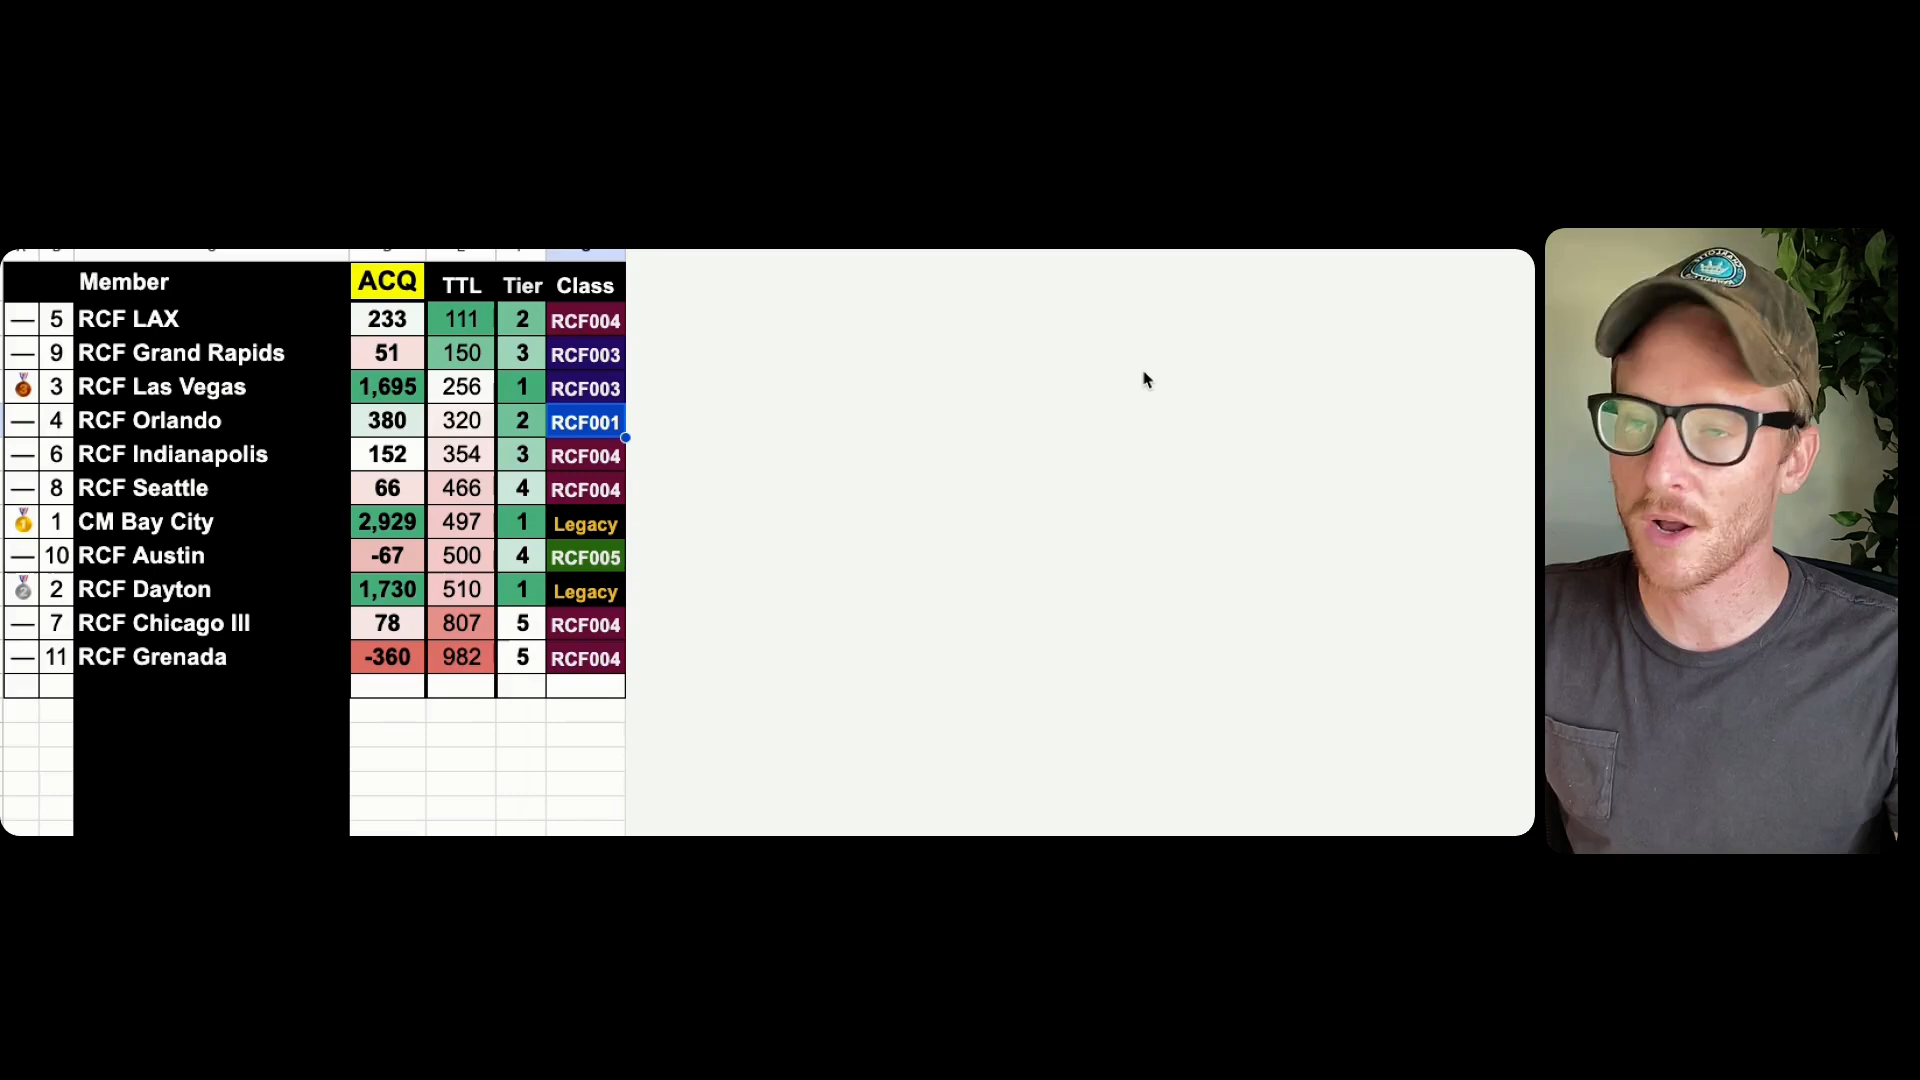 Member ACQ TTL Tier Class
— 5 RCF LAX 233 111 2 RCF004
— 9 RCF Grand Rapids 51 150 3 RCF003
3 3 RCF Las Vegas 1,695 256 1 RCF003
— 4 RCF Orlando 380 320 2 RCF001
— 6 RCF Indianapolis 152 354 3 RCF004
— 8 RCF Seattle 66 466 4 RCF004
1 1 CM Bay City 2,929 497 1 Legacy
— 10 RCF Austin -67 500 4 RCF005
2 2 RCF Dayton 1,730 510 1 Legacy
— 7 RCF Chicago III 78 807 5 RCF004
— 11 RCF Grenada -360 982 5 RCF004